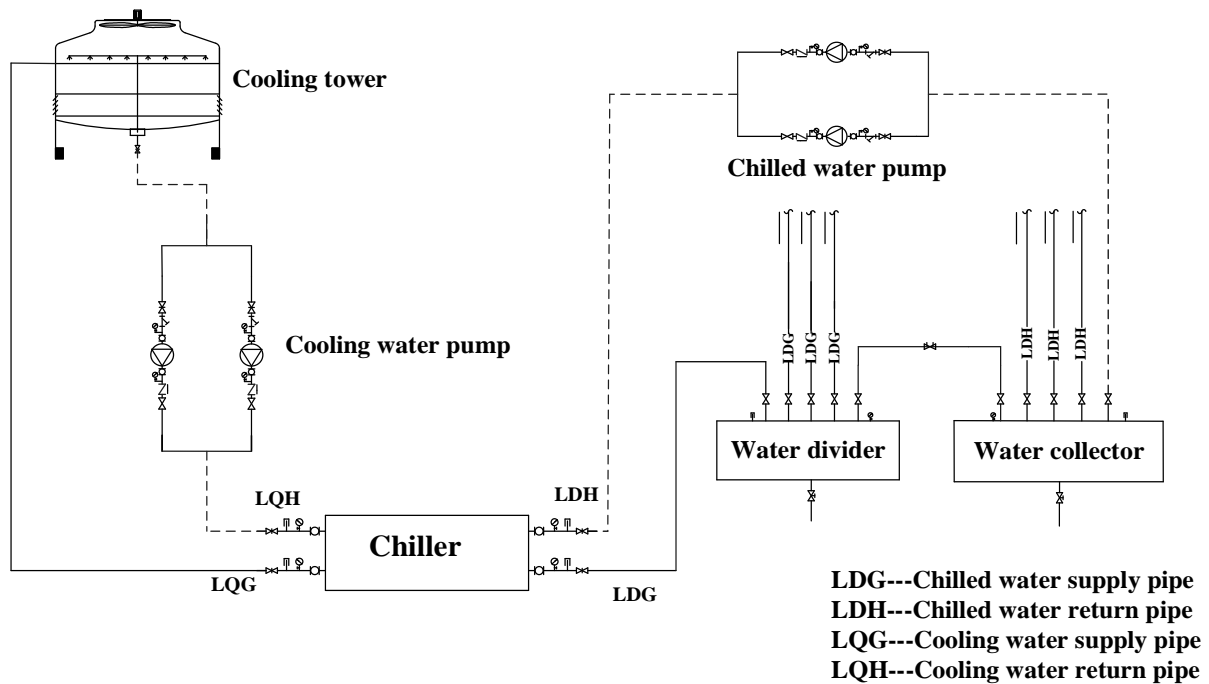 Cooling tower
Chilled water pump
Cooling water pump
LDG
LDG
LDG
LDH
LDH
LDH
Water divider
Water collector
LQH
LDH
Chiller
LQG
LDG
LDG---Chilled water supply pipe
LDH---Chilled water return pipe
LQG---Cooling water supply pipe
LQH---Cooling water return pipe